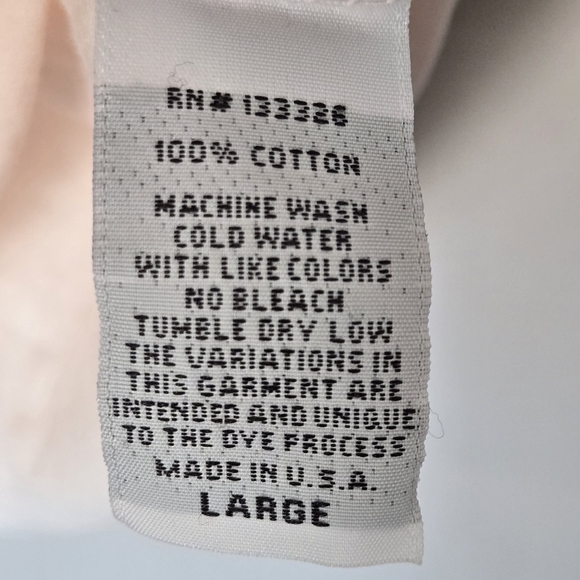 RN# 133328
100% COTTON
MACHINE WASH
COLD WATER
WITH LIKE COLORS
NO BLEACH
TUMBLE DRY LOW
THE VARIATIONS IN
THIS GARMENT ARE
INTENDED AND UNIQUE
TO THE DYE PROCESS
MADE IN U.S.A.
LARGE